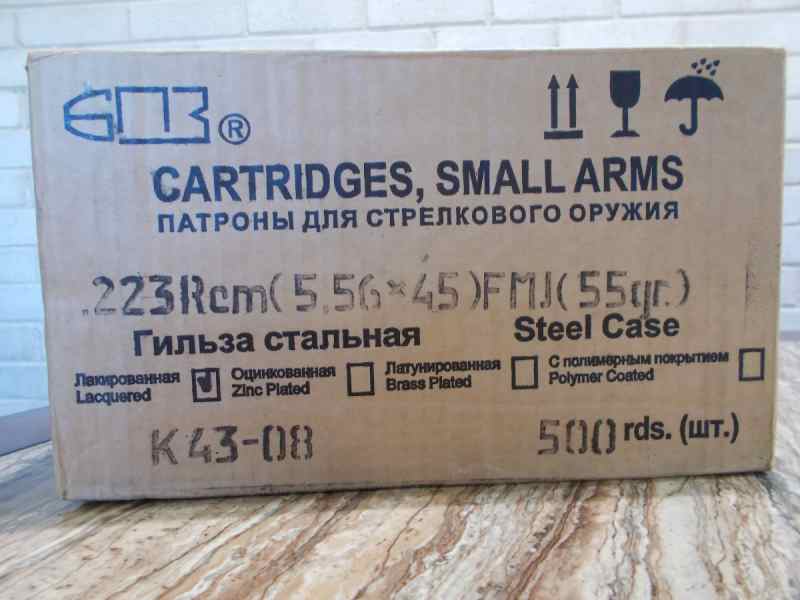 БПЗ ®
CARTRIDGES, SMALL ARMS
ПАТРОНЫ ДЛЯ СТРЕЛКОВОГО ОРУЖИЯ
.223Rem(5.56×45)FMJ(55gr.)
Гильза стальная Steel Case
Лакированная Оцинкованная Латунированная С полимерным покрытием
Lacquered Zinc Plated Brass Plated Polymer Coated
К43-08 500 rds. (шт.)